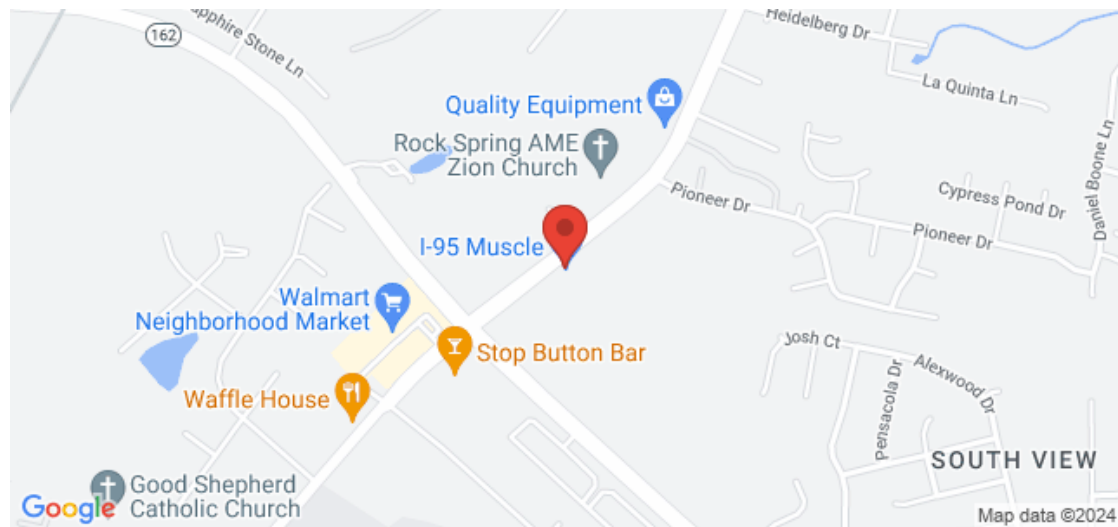 162
apphire Stone Ln
Heidelberg Dr
La Quinta Ln
Quality Equipment
Rock Spring AME
Zion Church
Pioneer Dr
Cypress Pond Dr
Daniel Boone Ln
Pioneer Dr
I-95 Muscle
Walmart
Neighborhood Market
Stop Button Bar
Josh Ct
Alexwood Dr
Pensacola Dr
Waffle House
SOUTH VIEW
Good Shepherd
Catholic Church
Google
Map data ©2024